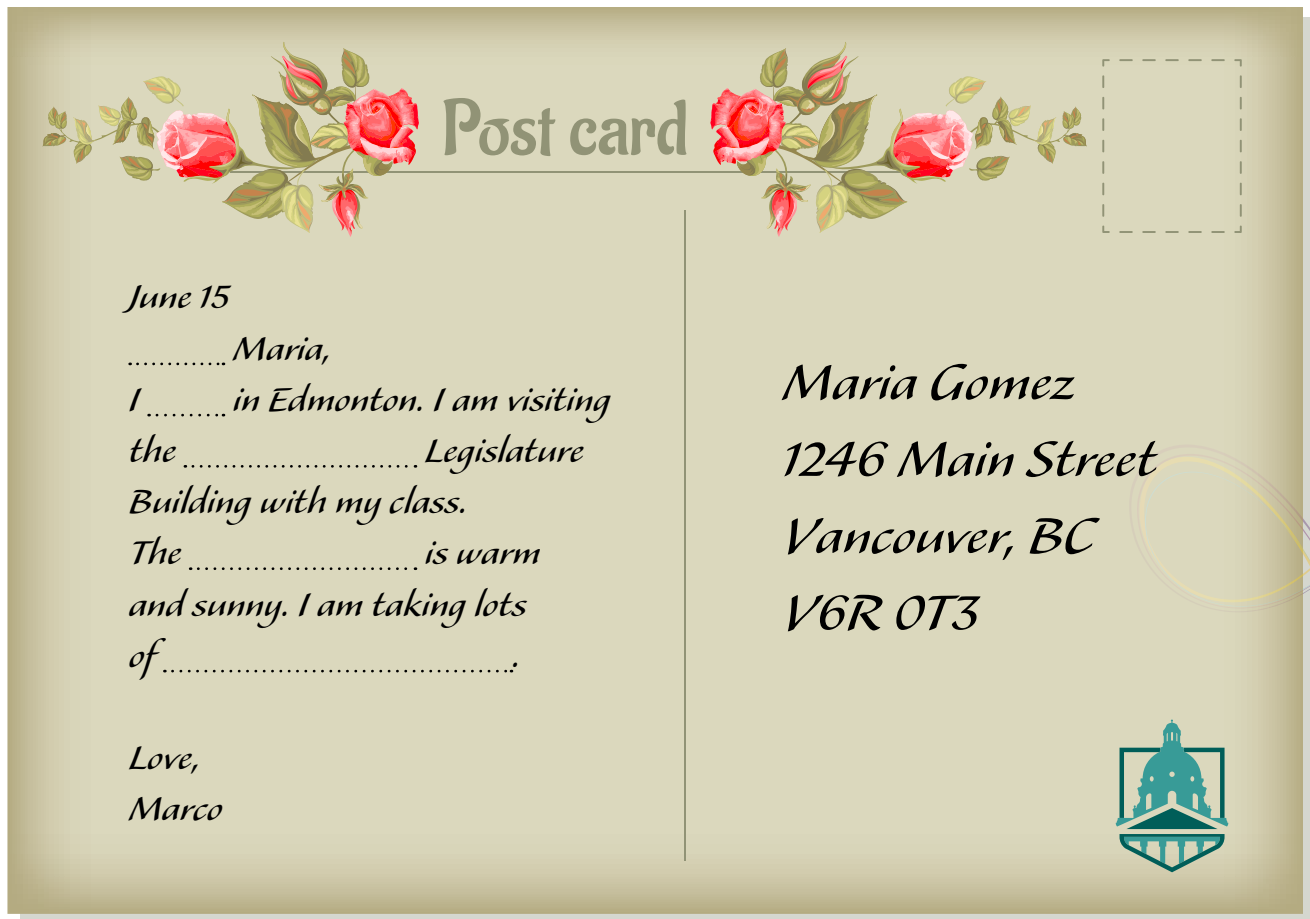 Post card
June 15
............ Maria,
I .......... in Edmonton. I am visiting
the ............................. Legislature
Building with my class.
The ............................. is warm
and sunny. I am taking lots
of ............................................
Love,
Marco
Maria Gomez
1246 Main Street
Vancouver, BC
V6R 0T3